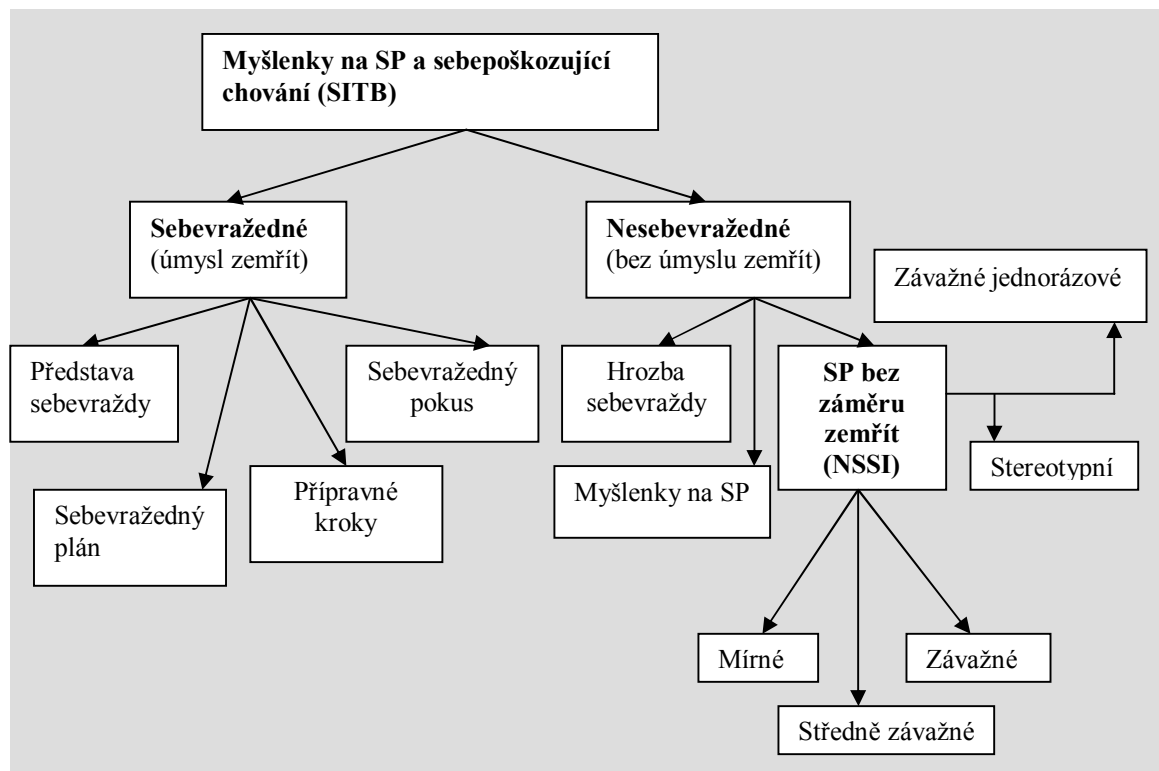 Myšlenky na SP a sebepoškozující
chování (SITB)
Sebevražedné
(úmysl zemřít)
Nesebevražedné
(bez úmyslu zemřít)
Závažné jednorázové
Představa
sebevraždy
Sebevražedný
pokus
Hrozba
sebevraždy
SP bez
záměru
zemřít
(NSSI)
Stereotypní
Sebevražedný
plán
Přípravné
kroky
Myšlenky na SP
Mírné
Závažné
Středně závažné